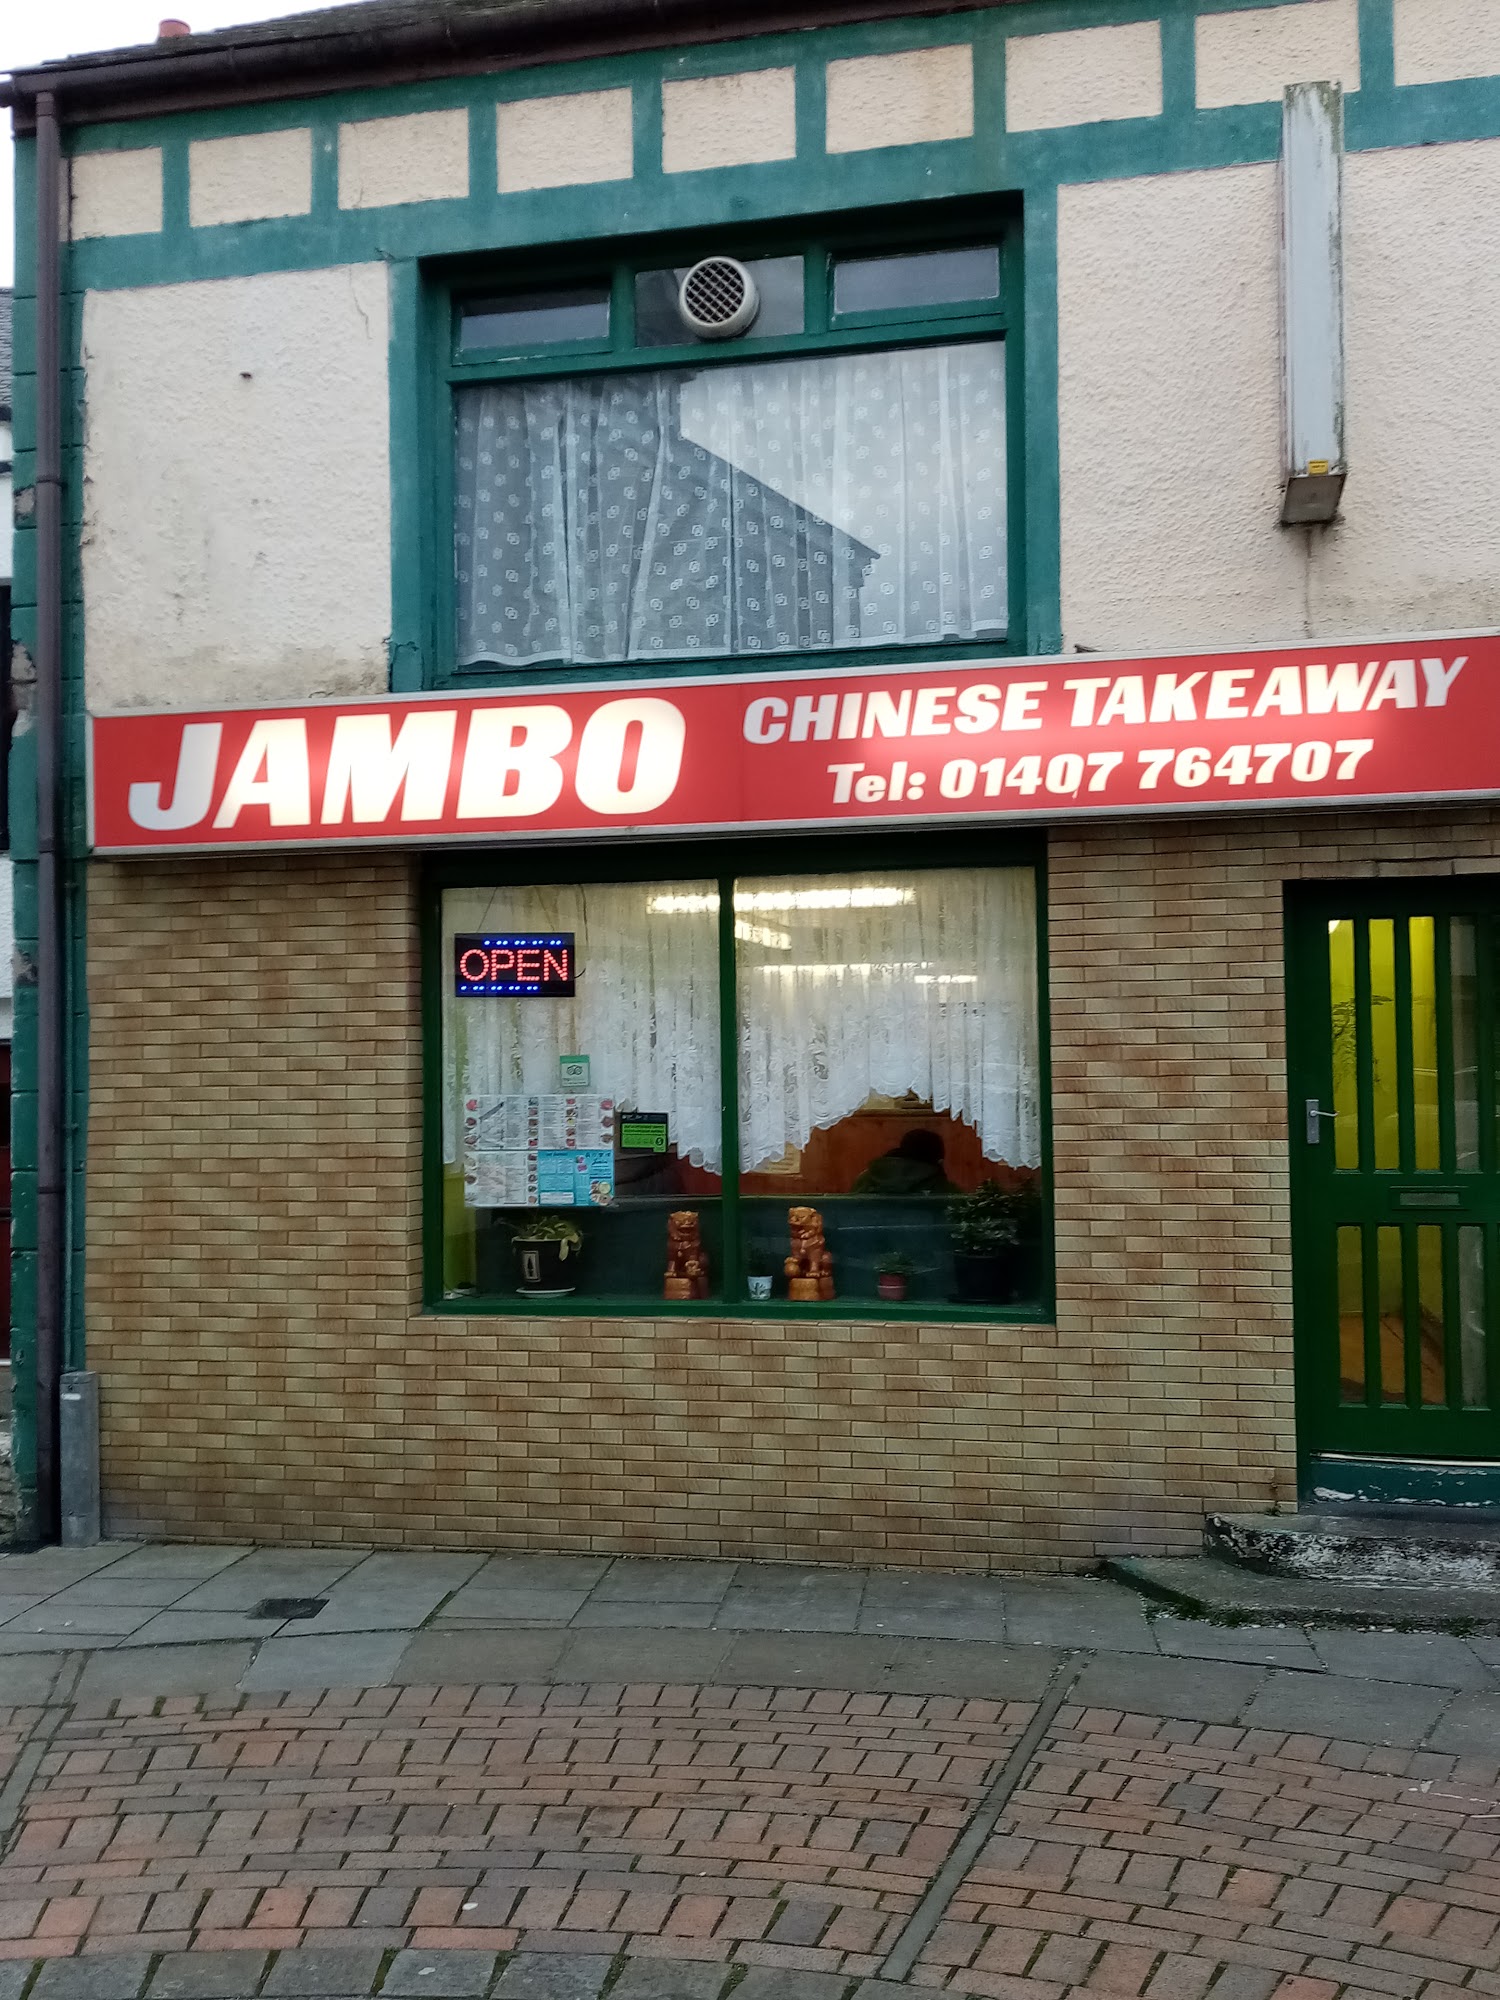 JAMBO
CHINESE TAKEAWAY
Tel: 01407 764707
OPEN